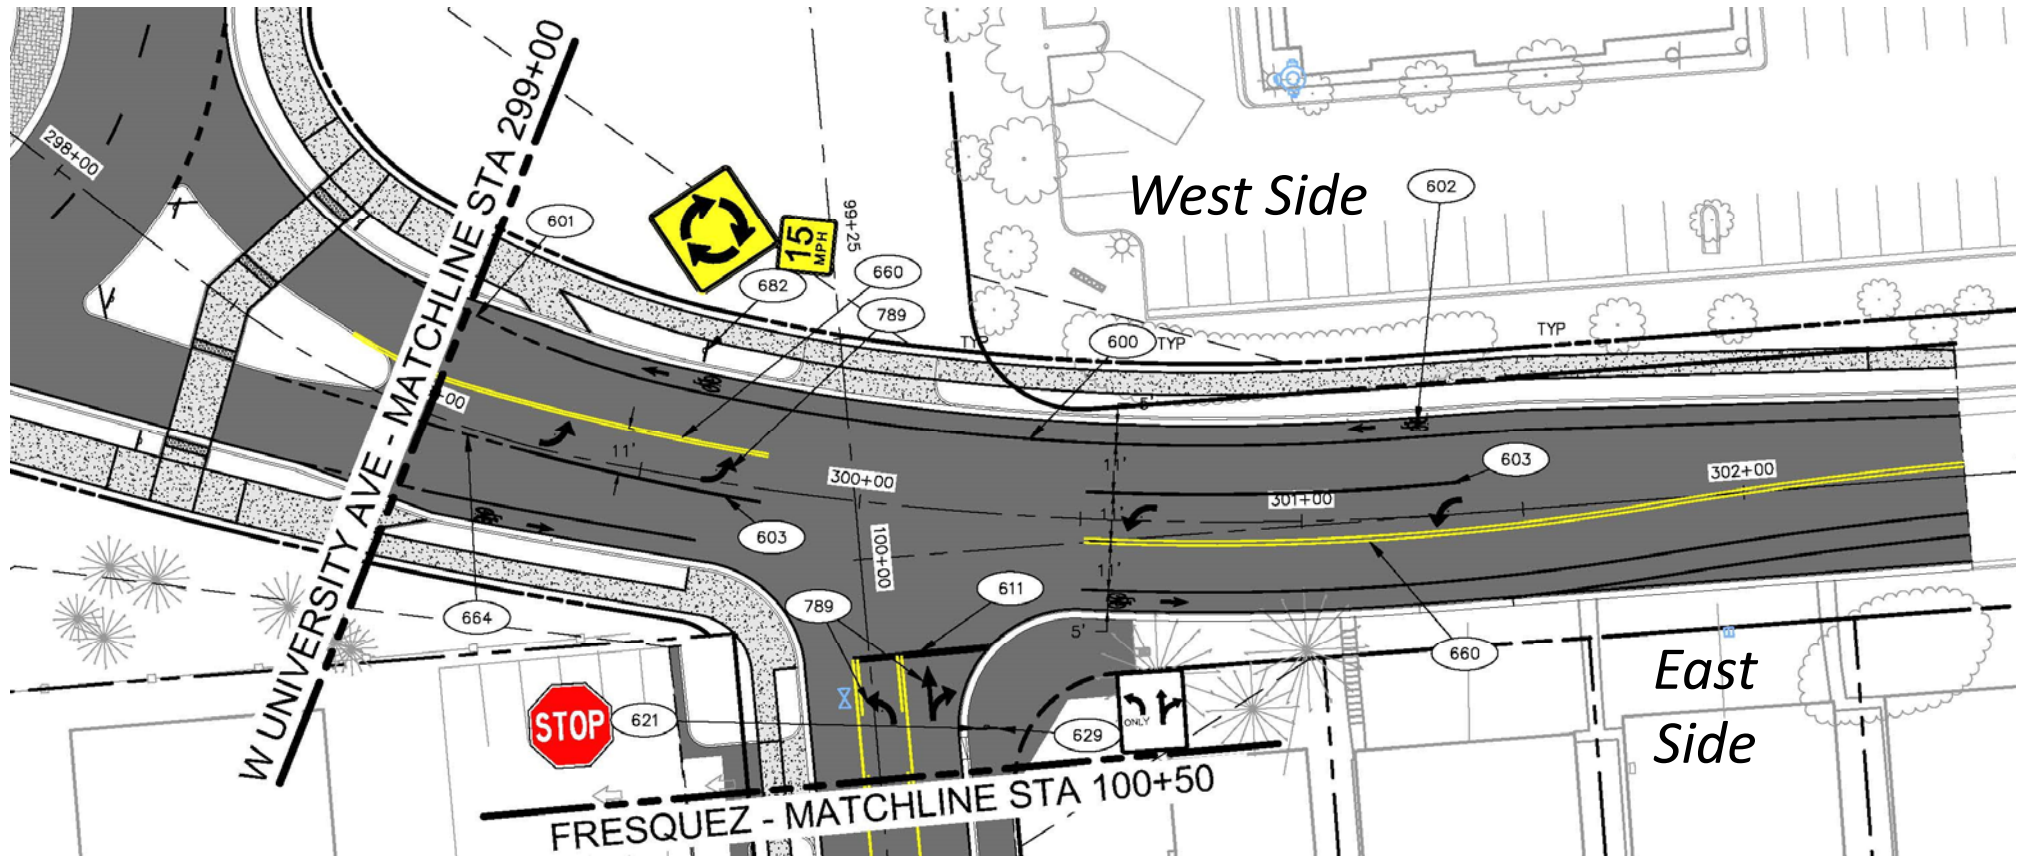 298+00
W UNIVERSITY AVE - MATCHLINE STA 299+00
601
15
MPH
99+25
682
660
789
West Side
602
TYP
600
TYP
TYP
5'
+00
11'
300+00
11'
603
301+00
302+00
11'
603
664
100+00
11'
5'
611
789
660
East
Side
STOP
621
629
ONLY
FRESQUEZ - MATCHLINE STA 100+50